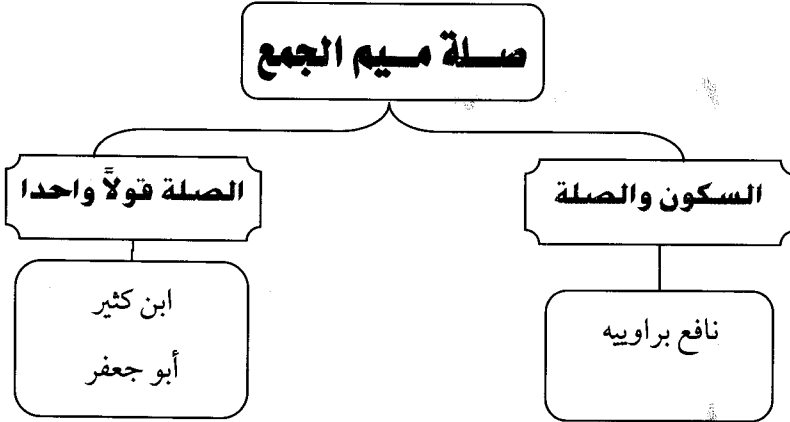 صلة ميم الجمع
السكون والصلة
نافع براوييه
الصلة قولاً واحدا
ابن كثير
أبو جعفر